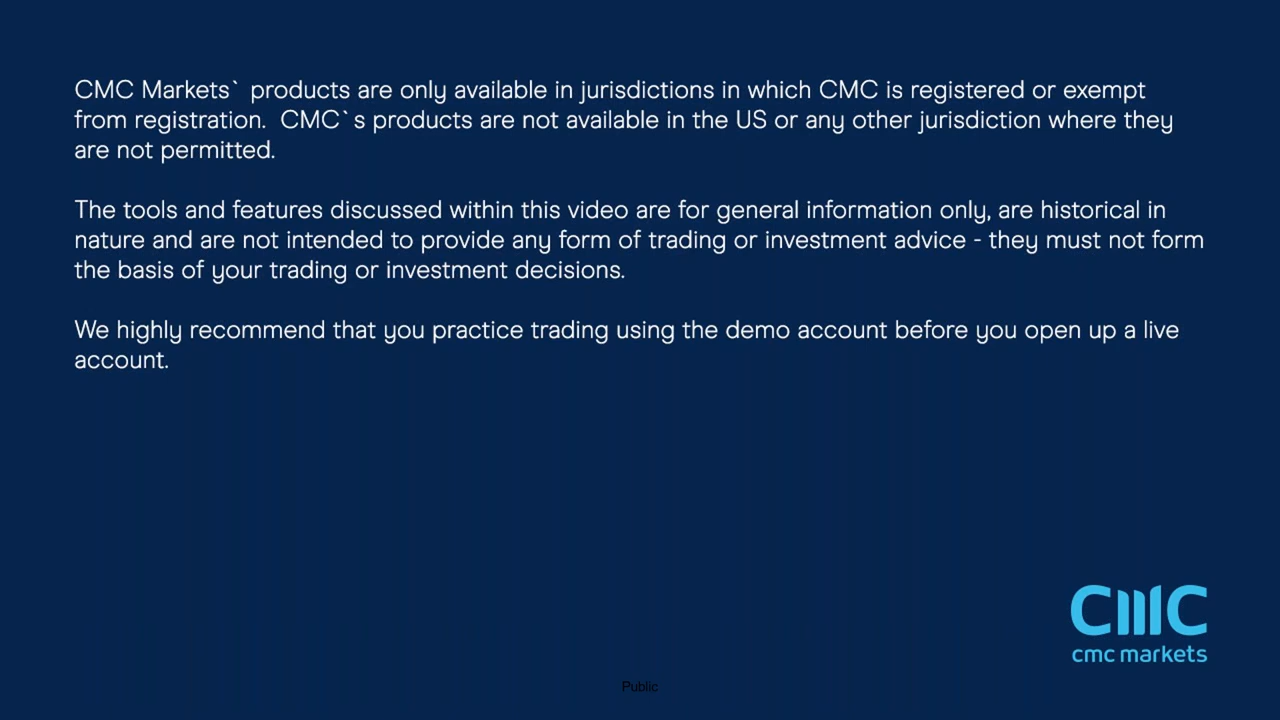 CMC Markets` products are only available in jurisdictions in which CMC is registered or exempt
from registration.  CMC`s products are not available in the US or any other jurisdiction where they
are not permitted.
The tools and features discussed within this video are for general information only, are historical in
nature and are not intended to provide any form of trading or investment advice - they must not form
the basis of your trading or investment decisions.
We highly recommend that you practice trading using the demo account before you open up a live
account.
CMC
cmc markets
Public